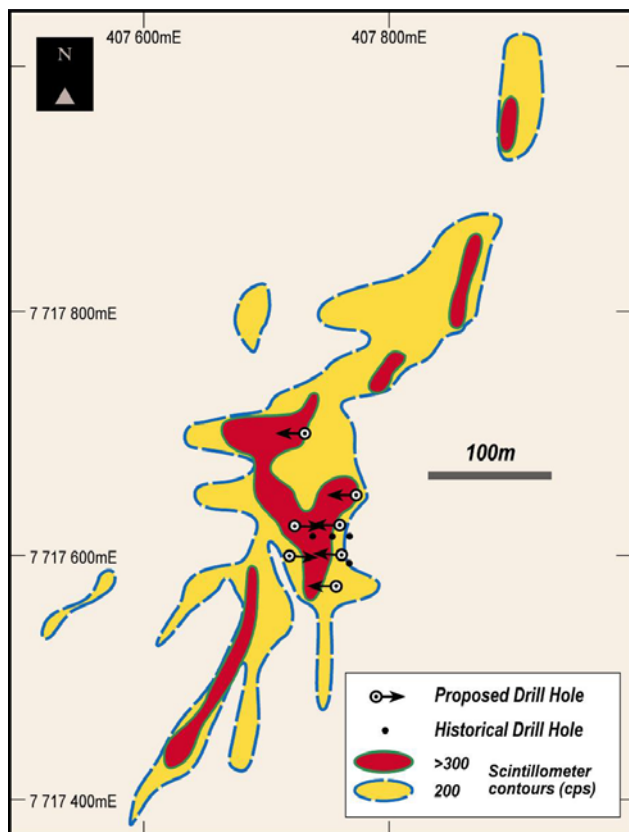 407 600mE
407 800mE
N
7 717 800mE
100m
7 717 600mE
Proposed Drill Hole
Historical Drill Hole
>300
200
Scintillometer
contours (cps)
7 717 400mE